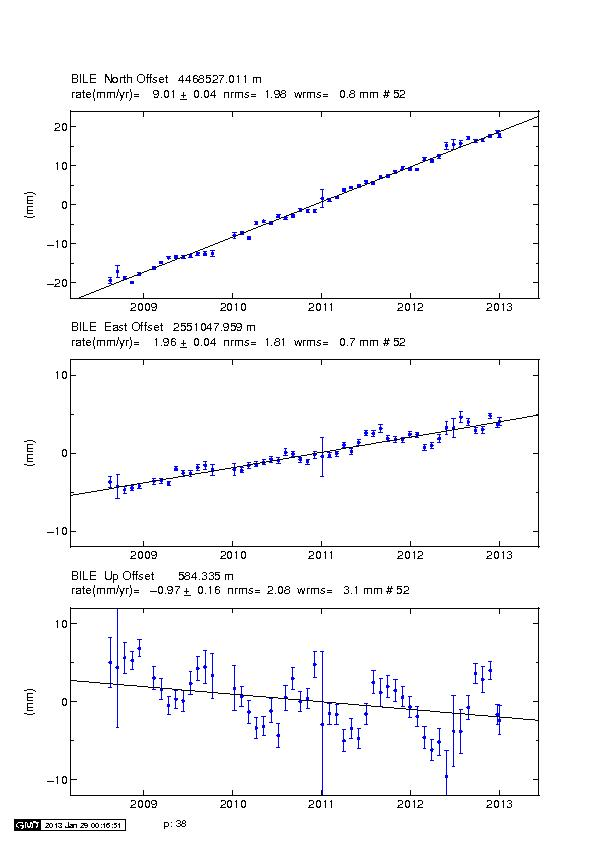 BILE North Offset 4468527.011 m
rate(mm/yr)= 9.01 ± 0.04 nrms= 1.98 wrms= 0.8 mm # 52
20
10
0
−10
−20
(mm)
2009 2010 2011 2012 2013
BILE East Offset 2551047.959 m
rate(mm/yr)= 1.96 ± 0.04 nrms= 1.81 wrms= 0.7 mm # 52
10
0
−10
(mm)
2009 2010 2011 2012 2013
BILE Up Offset 584.335 m
rate(mm/yr)= −0.97 ± 0.16 nrms= 2.08 wrms= 3.1 mm # 52
10
0
−10
(mm)
2009 2010 2011 2012 2013
GMT 2013 Jan 29 00:16:51 p: 38